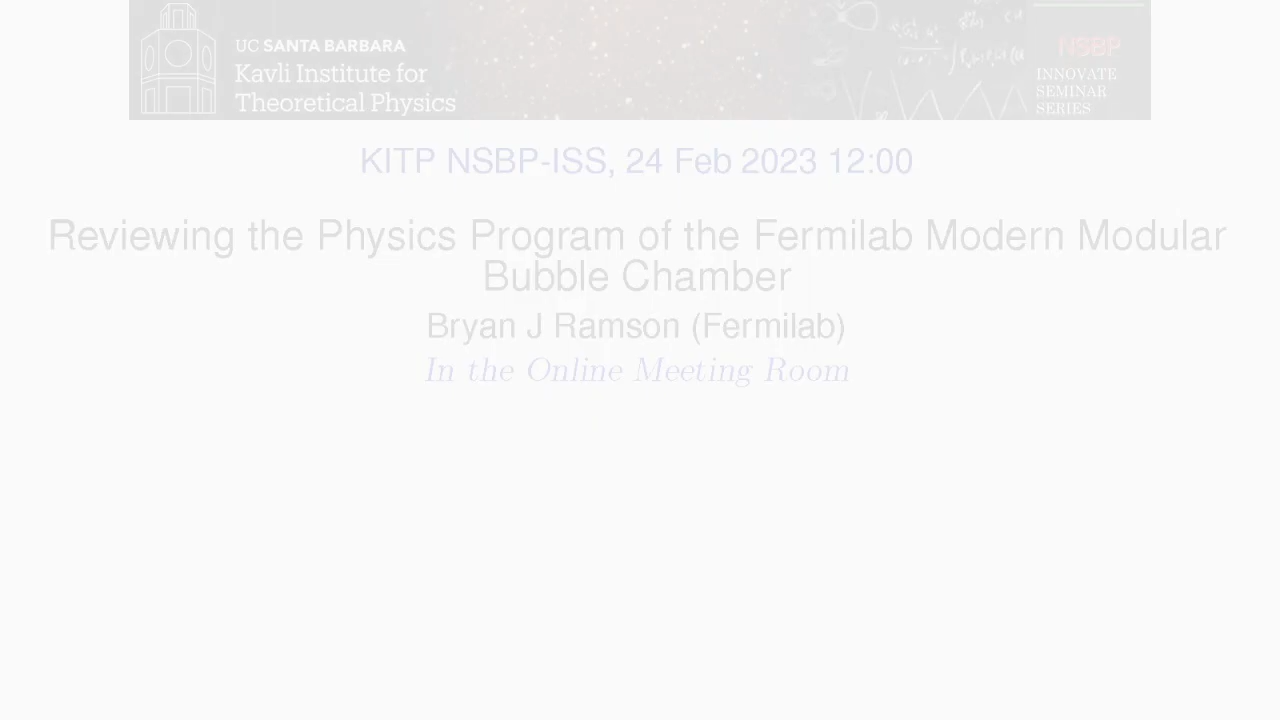 UC SANTA BARBARA
Kavli Institute for
Theoretical Physics
NSBP
INNOVATE
SEMINAR
SERIES
KITP NSBP-ISS, 24 Feb 2023 12:00
Reviewing the Physics Program of the Fermilab Modern Modular
Bubble Chamber
Bryan J Ramson (Fermilab)
In the Online Meeting Room